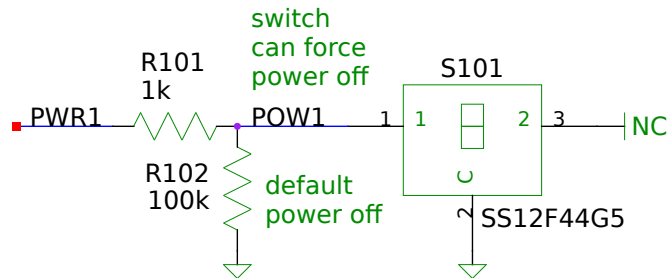 switch
can force
power off
R101
1k
S101
PWR1
POW1
1
1
2
3
NC
R102
100k
default
power off
C
2
SS12F44G5